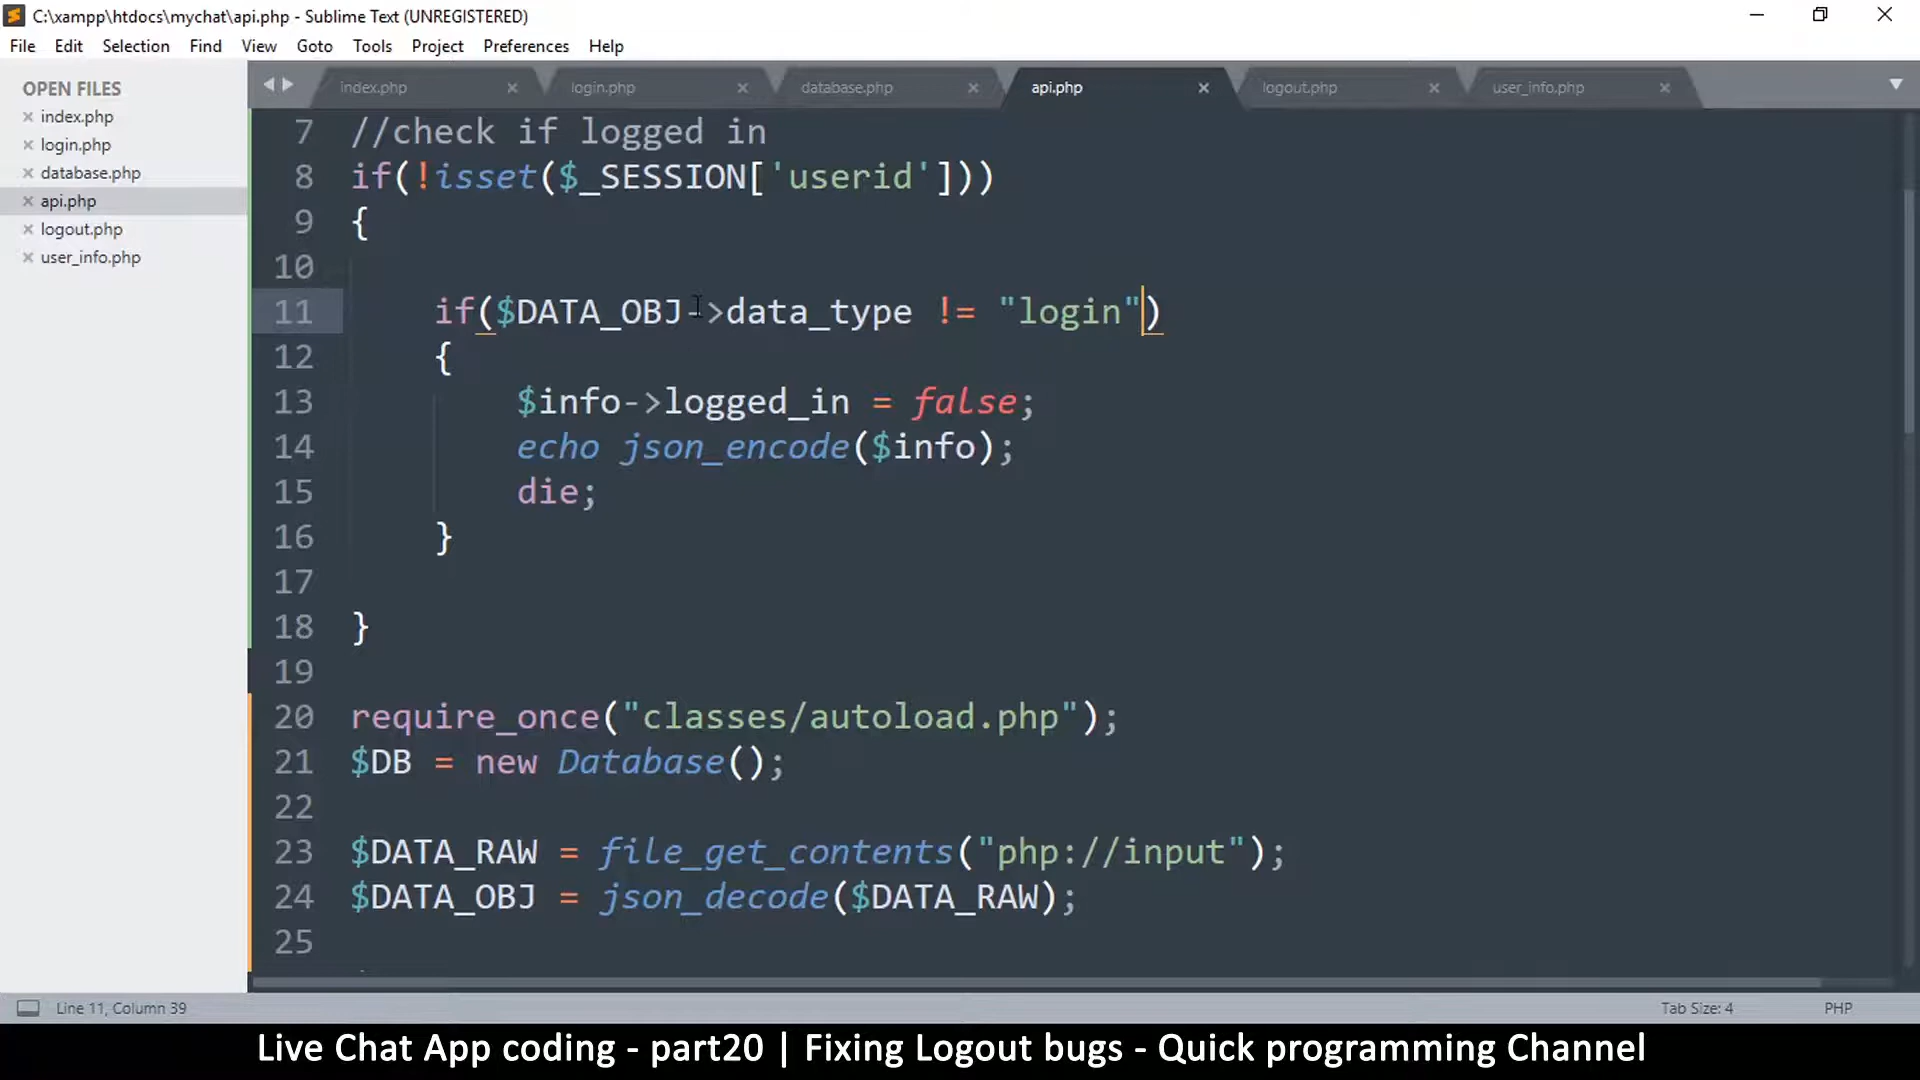 C:\xampp\htdocs\mychat\api.php - Sublime Text (UNREGISTERED)
File Edit Selection Find View Goto Tools Project Preferences Help
OPEN FILES
index.php
login.php
database.php
api.php
logout.php
user_info.php
index.php login.php database.php api.php logout.php user_info.php
7 //check if logged in
8 if(!isset($_SESSION['userid']))
9 {
10
11 if($DATA_OBJ->data_type != "login")
12 {
13 $info->logged_in = false;
14 echo json_encode($info);
15 die;
16 }
17
18 }
19
20 require_once("classes/autoload.php");
21 $DB = new Database();
22
23 $DATA_RAW = file_get_contents("php://input");
24 $DATA_OBJ = json_decode($DATA_RAW);
25
Line 11, Column 39 Tab Size: 4 PHP
Live Chat App coding - part20 | Fixing Logout bugs - Quick programming Channel